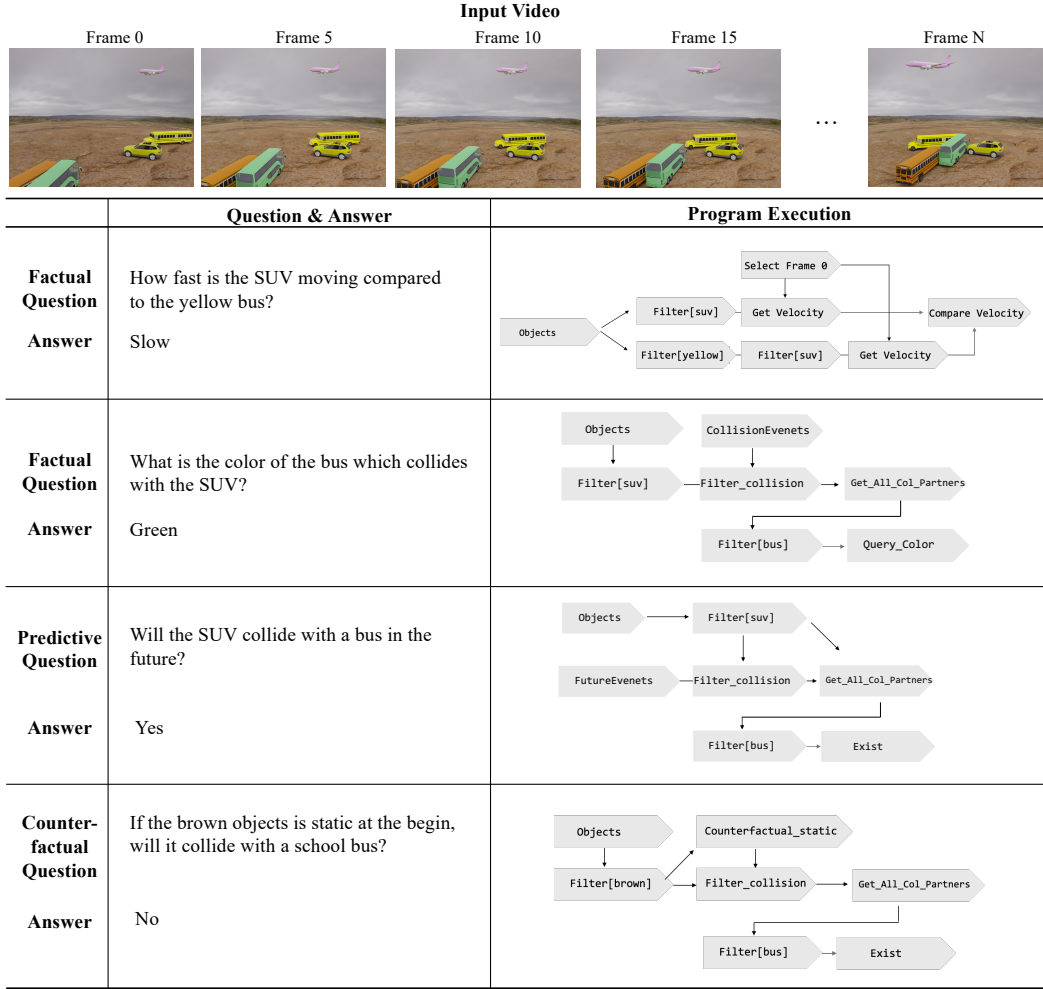 Input Video
Frame 0
Frame 5
Frame 10
Frame 15
Frame N
...
Question & Answer
Program Execution
Factual
Question
How fast is the SUV moving compared
to the yellow bus?
Answer
Slow
Select Frame 0
Filter[suv]
Get Velocity
Compare Velocity
Objects
Filter[yellow]
Filter[suv]
Get Velocity
Factual
Question
What is the color of the bus which collides
with the SUV?
Answer
Green
Objects
CollisionEvenets
Filter[suv]
Filter_collision
Get_All_Col_Partners
Filter[bus]
Query_Color
Predictive
Question
Will the SUV collide with a bus in the
future?
Answer
Yes
Objects
Filter[suv]
FutureEvenets
Filter_collision
Get_All_Col_Partners
Filter[bus]
Exist
Counter-
factual
Question
If the brown objects is static at the begin,
will it collide with a school bus?
Answer
No
Objects
Counterfactual_static
Filter[brown]
Filter_collision
Get_All_Col_Partners
Filter[bus]
Exist